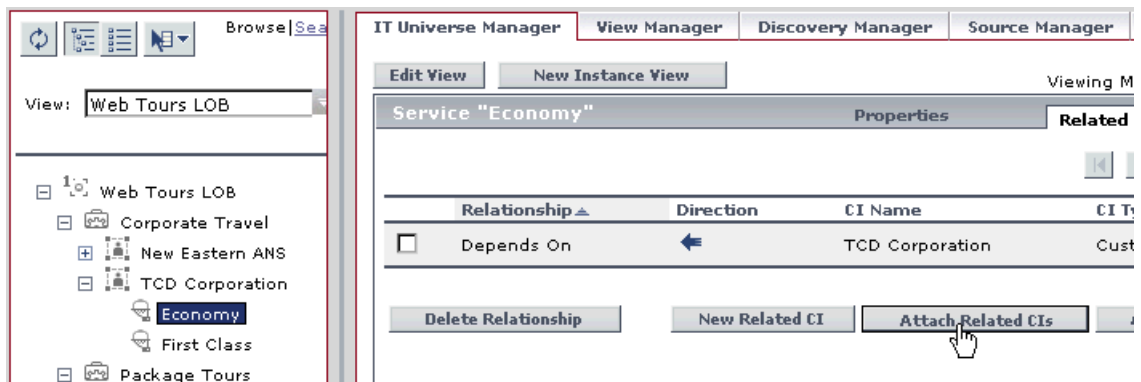 Browse|Sea
View: Web Tours LOB
Web Tours LOB
Corporate Travel
New Eastern ANS
TCD Corporation
Economy
First Class
Package Tours
IT Universe Manager View Manager Discovery Manager Source Manager
Edit View New Instance View
Viewing M
Service "Economy" Properties Related
Relationship Direction CI Name CI Ty
Depends On TCD Corporation Cust
Delete Relationship New Related CI Attach Related CIs